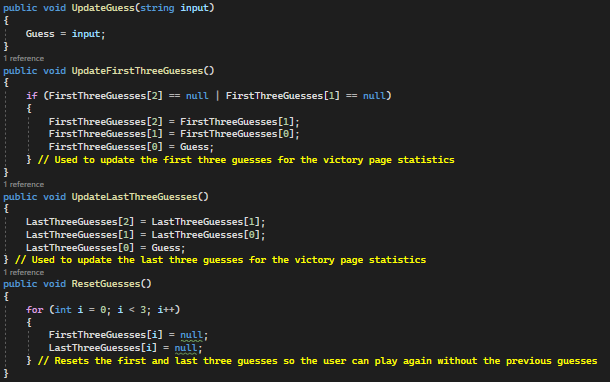 public void UpdateGuess(string input)
{
    Guess = input;
}
1 reference
public void UpdateFirstThreeGuesses()
{
    if (FirstThreeGuesses[2] == null | FirstThreeGuesses[1] == null)
    {
        FirstThreeGuesses[2] = FirstThreeGuesses[1];
        FirstThreeGuesses[1] = FirstThreeGuesses[0];
        FirstThreeGuesses[0] = Guess;
    } // Used to update the first three guesses for the victory page statistics
}
1 reference
public void UpdateLastThreeGuesses()
{
    LastThreeGuesses[2] = LastThreeGuesses[1];
    LastThreeGuesses[1] = LastThreeGuesses[0];
    LastThreeGuesses[0] = Guess;
} // Used to update the last three guesses for the victory page statistics
1 reference
public void ResetGuesses()
{
    for (int i = 0; i < 3; i++)
    {
        FirstThreeGuesses[i] = null;
        LastThreeGuesses[i] = null;
    } // Resets the first and last three guesses so the user can play again without the previous guesses
}